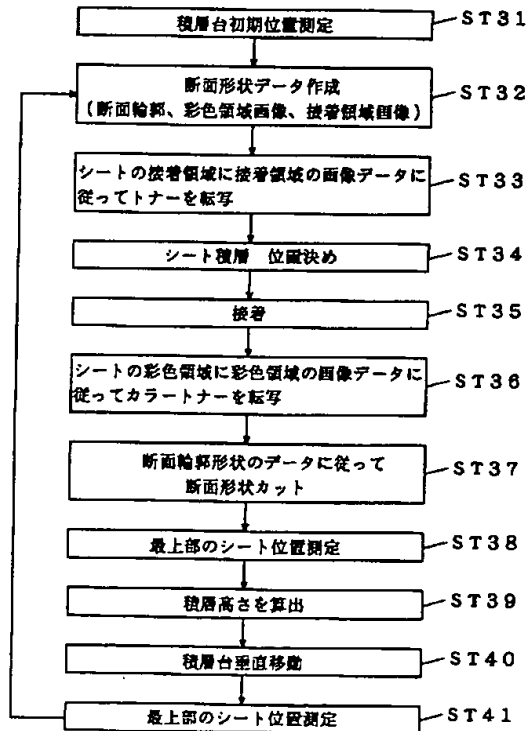 積層台初期位置測定
ST31
断面形状データ作成
(断面輪郭、彩色領域画像、接着領域画像)
ST32
シートの接着領域に接着領域の画像データに
従ってトナーを転写
ST33
シート積層 位置決め
ST34
接着
ST35
シートの彩色領域に彩色領域の画像データに
従ってカラートナーを転写
ST36
断面輪郭形状のデータに従って
断面形状カット
ST37
最上部のシート位置測定
ST38
積層高さを算出
ST39
積層台垂直移動
ST40
最上部のシート位置測定
ST41